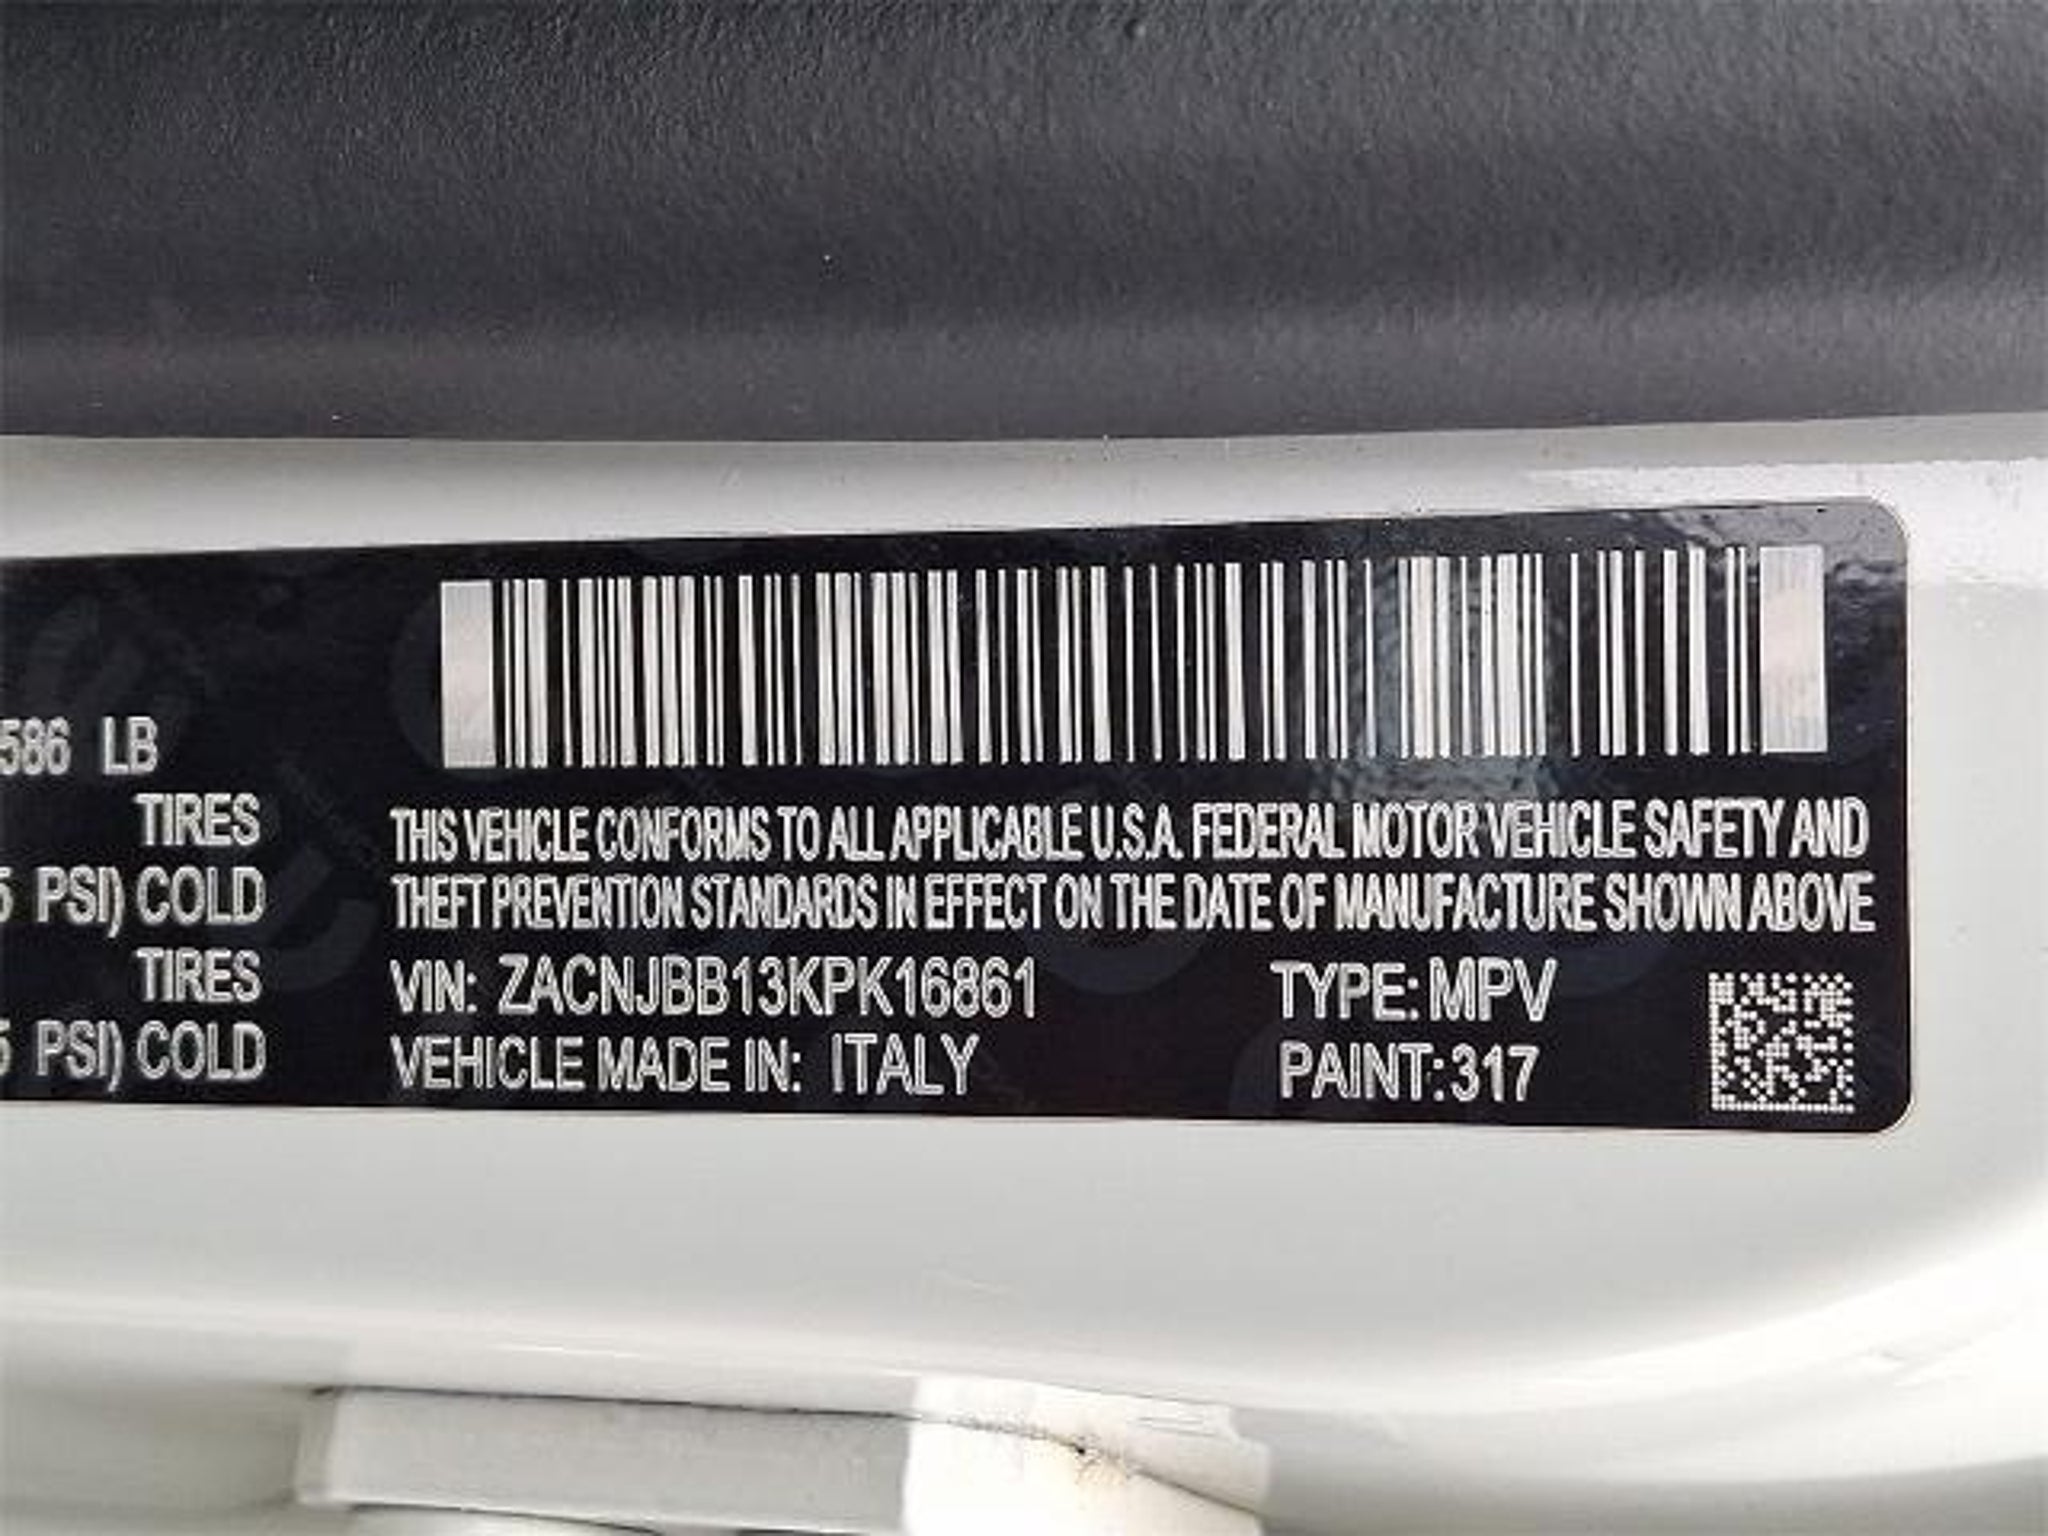 586 LB
TIRES
5 PSI) COLD
TIRES
5 PSI) COLD
THIS VEHICLE CONFORMS TO ALL APPLICABLE U.S.A. FEDERAL MOTOR VEHICLE SAFETY AND
THEFT PREVENTION STANDARDS IN EFFECT ON THE DATE OF MANUFACTURE SHOWN ABOVE
VIN: ZACNJBB13KPK16861 TYPE: MPV
VEHICLE MADE IN: ITALY PAINT: 317